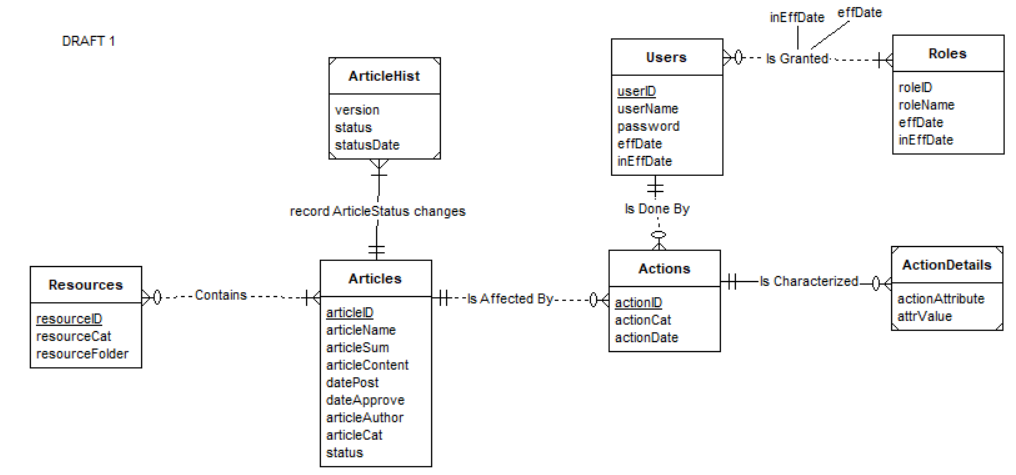 DRAFT 1
inEffDate
effDate
ArticleHist
version
status
statusDate
Users
userID
userName
password
effDate
inEffDate
Is Granted
Roles
roleID
roleName
effDate
inEffDate
record ArticleStatus changes
Is Done By
Resources
resourceID
resourceCat
resourceFolder
Contains
Articles
articleID
articleName
articleSum
articleContent
datePost
dateApprove
articleAuthor
articleCat
status
Is Affected By
Actions
actionID
actionCat
actionDate
Is Characterized
ActionDetails
actionAttribute
attrValue